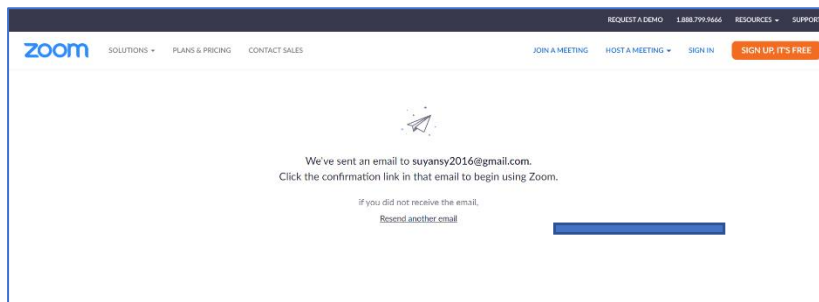 REQUEST A DEMO 1.888.799.9666 RESOURCES SUPPORT
zoom SOLUTIONS PLANS & PRICING CONTACT SALES JOIN A MEETING HOST A MEETING SIGN IN SIGN UP, IT'S FREE
We've sent an email to suyansy2016@gmail.com.
Click the confirmation link in that email to begin using Zoom.
if you did not receive the email,
Resend another email